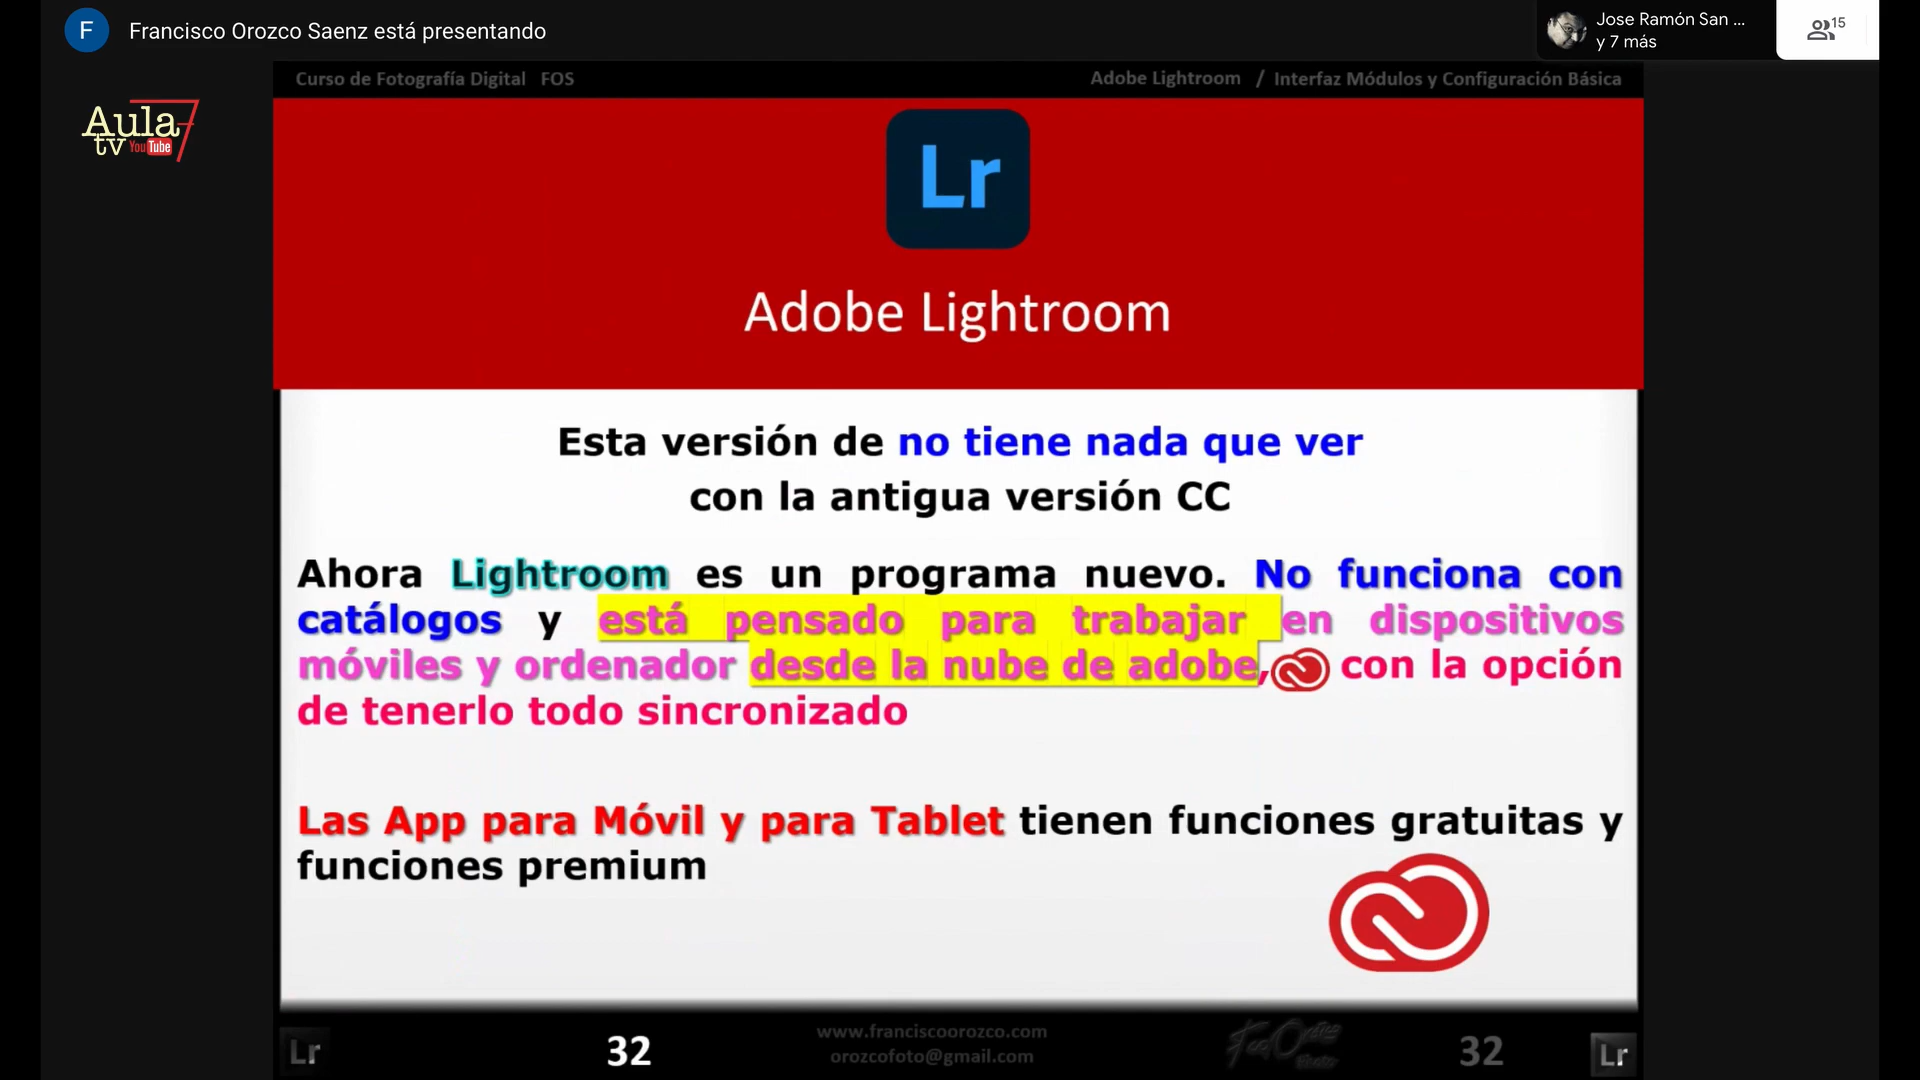 F Francisco Orozco Saenz está presentando
Jose Ramón San ...
y 7 más
15
Curso de Fotografía Digital FOS
Adobe Lightroom / Interfaz Módulos y Configuración Básica
Aula 7
tv YouTube
Lr
Adobe Lightroom
Esta versión de no tiene nada que ver
con la antigua versión CC
Ahora Lightroom es un programa nuevo. No funciona con
catálogos y está pensado para trabajar en dispositivos
móviles y ordenador desde la nube de adobe, con la opción
de tenerlo todo sincronizado
Las App para Móvil y para Tablet tienen funciones gratuitas y
funciones premium
Lr
32
www.franciscoorozco.com
orozcofoto@gmail.com
32
Lr